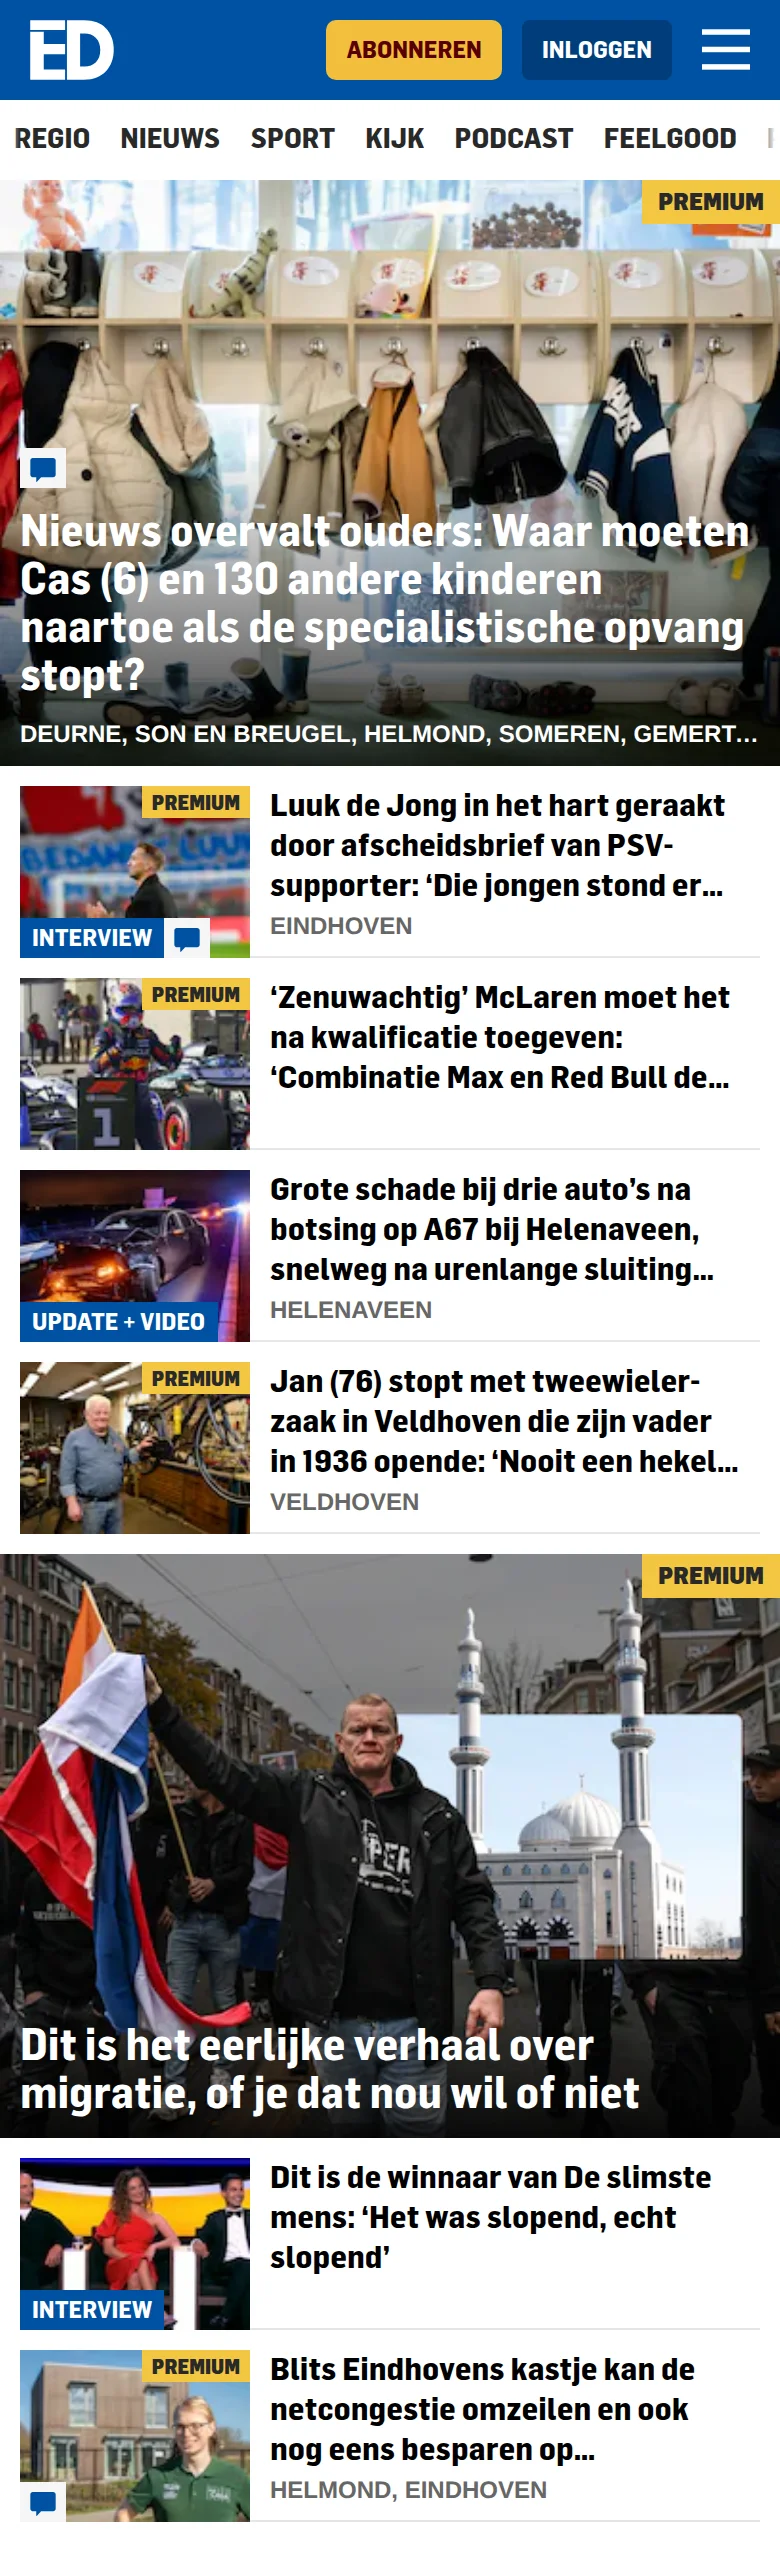 ED
ABONNEREN
INLOGGEN
REGIO NIEUWS SPORT KIJK PODCAST FEELGOOD
PREMIUM
Nieuws overvalt ouders: Waar moeten
Cas (6) en 130 andere kinderen
naartoe als de specialistische opvang
stopt?
DEURNE, SON EN BREUGEL, HELMOND, SOMEREN, GEMERT…
PREMIUM
BEDANKT LUUK
INTERVIEW
Luuk de Jong in het hart geraakt
door afscheidsbrief van PSV-
supporter: ‘Die jongen stond er...
EINDHOVEN
PREMIUM
1
‘Zenuwachtig’ McLaren moet het
na kwalificatie toegeven:
‘Combinatie Max en Red Bull de...
UPDATE + VIDEO
Grote schade bij drie auto’s na
botsing op A67 bij Helenaveen,
snelweg na urenlange sluiting...
HELENAVEEN
PREMIUM
Jan (76) stopt met tweewieler-
zaak in Veldhoven die zijn vader
in 1936 opende: ‘Nooit een hekel...
VELDHOVEN
PREMIUM
Dit is het eerlijke verhaal over
migratie, of je dat nou wil of niet
INTERVIEW
Dit is de winnaar van De slimste
mens: ‘Het was slopend, echt
slopend’
PREMIUM
Blits Eindhovens kastje kan de
netcongestie omzeilen en ook
nog eens besparen op...
HELMOND, EINDHOVEN